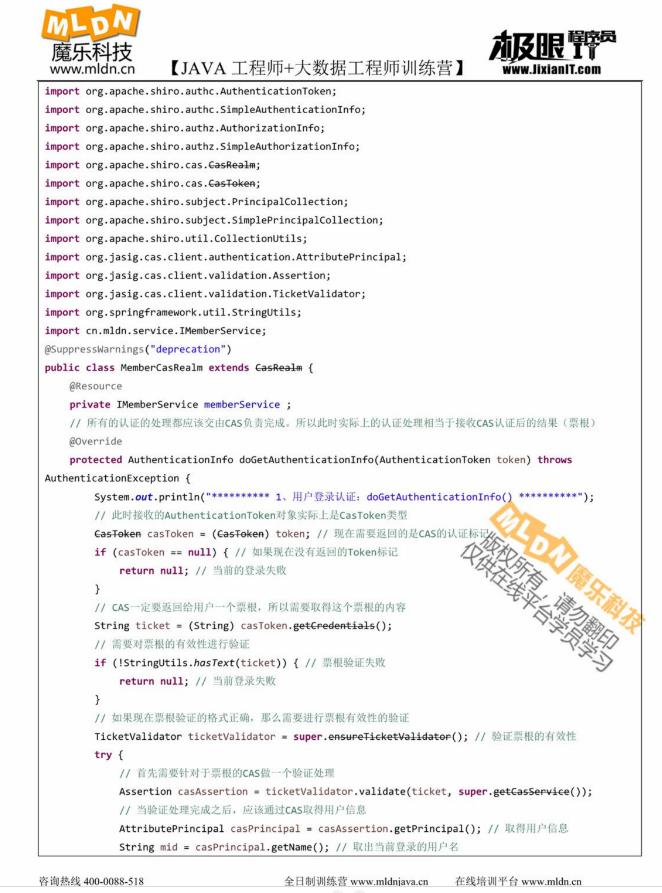 MLDN
魔乐科技
www.mldn.cn
【JAVA 工程师+大数据工程师训练营】
极限IT程序员
www.JixianIT.com
import org.apache.shiro.authc.AuthenticationToken;
import org.apache.shiro.authc.SimpleAuthenticationInfo;
import org.apache.shiro.authz.AuthorizationInfo;
import org.apache.shiro.authz.SimpleAuthorizationInfo;
import org.apache.shiro.cas.CasRealm;
import org.apache.shiro.cas.CasToken;
import org.apache.shiro.subject.PrincipalCollection;
import org.apache.shiro.subject.SimplePrincipalCollection;
import org.apache.shiro.util.CollectionUtils;
import org.jasig.cas.client.authentication.AttributePrincipal;
import org.jasig.cas.client.validation.Assertion;
import org.jasig.cas.client.validation.TicketValidator;
import org.springframework.util.StringUtils;
import cn.mldn.service.IMemberService;
@SuppressWarnings("deprecation")
public class MemberCasRealm extends CasRealm {
@Resource
private IMemberService memberService ;
// 所有的认证的处理都应该交由CAS负责完成。所以此时实际上的认证处理相当于接收CAS认证后的结果（票根）
@Override
protected AuthenticationInfo doGetAuthenticationInfo(AuthenticationToken token) throws
AuthenticationException {
System.out.println("********** 1、用户登录认证：doGetAuthenticationInfo() **********");
// 此时接收的AuthenticationToken对象实际上是CasToken类型
CasToken casToken = (CasToken) token; // 现在需要返回的是CAS的认证标记
if (casToken == null) { // 如果现在没有返回的Token标记
return null; // 当前的登录失败
}
// CAS一定要返回给用户一个票根，所以需要取得这个票根的内容
String ticket = (String) casToken.getCredentials();
// 需要对票根的有效性进行验证
if (!StringUtils.hasText(ticket)) { // 票根验证失败
return null; // 当前登录失败
}
// 如果现在票根验证的格式正确，那么需要进行票根有效性的验证
TicketValidator ticketValidator = super.ensureTicketValidator(); // 验证票根的有效性
try {
// 首先需要针对于票根的CAS做一个验证处理
Assertion casAssertion = ticketValidator.validate(ticket, super.getCasService());
// 当验证处理完成之后，应该通过CAS取得用户信息
AttributePrincipal casPrincipal = casAssertion.getPrincipal(); // 取得用户信息
String mid = casPrincipal.getName(); // 取出当前登录的用户名
MLDN 魔乐科技
版权所有，请勿翻印
仅供在线平台学员学习
咨询热线 400-0088-518 全日制训练营 www.mldnjava.cn 在线培训平台 www.mldn.cn